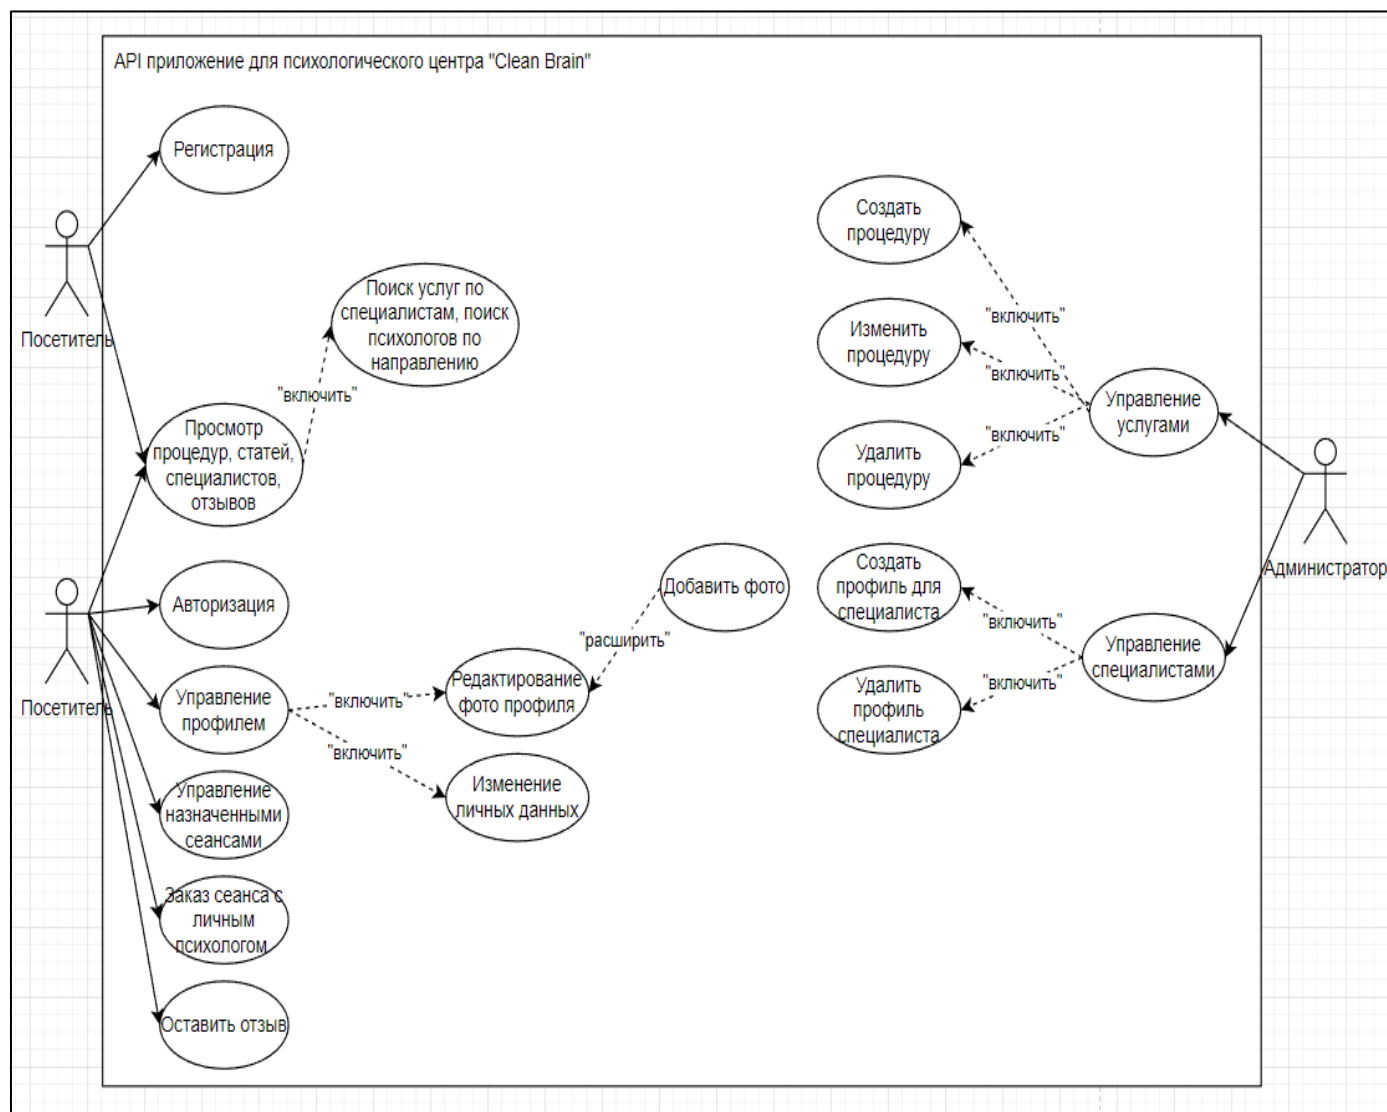 API приложение для психологического центра "Clean Brain"
Регистрация
Посетитель
Поиск услуг по
специалистам, поиск
психологов по
направлению
"включить"
Просмотр
процедур, статей,
специалистов,
отзывов
Посетитель
Авторизация
Управление
профилем
"включить"
"включить"
Редактирование
фото профиля
"расширить"
Добавить фото
Изменение
личных данных
Управление
назначенными
сеансами
Заказ сеанса с
личным
психологом
Оставить отзыв
Создать
процедуру
"включить"
Изменить
процедуру
"включить"
Удалить
процедуру
"включить"
Управление
услугами
Администратор
Создать
профиль для
специалиста
"включить"
Удалить
профиль
специалиста
"включить"
Управление
специалистами